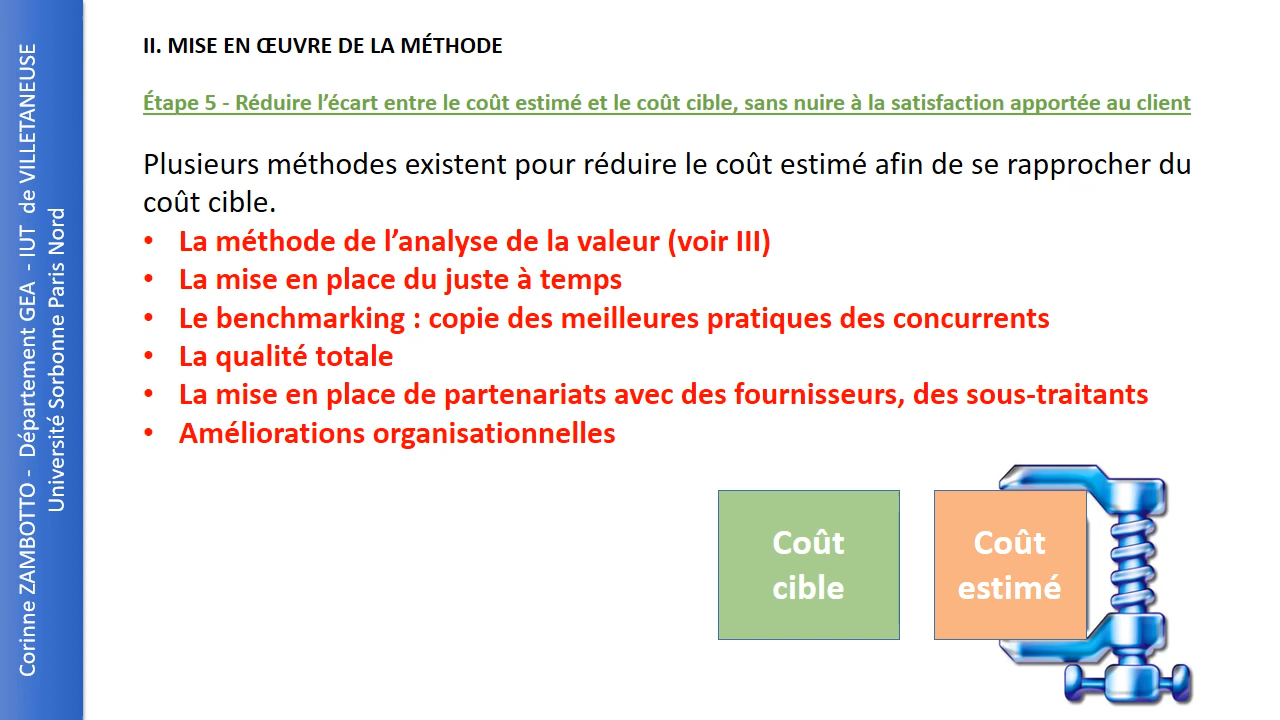 Corinne ZAMBOTTO - Département GEA - IUT de VILLETANEUSE
Université Sorbonne Paris Nord
II. MISE EN ŒUVRE DE LA MÉTHODE
Étape 5 - Réduire l’écart entre le coût estimé et le coût cible, sans nuire à la satisfaction apportée au client
Plusieurs méthodes existent pour réduire le coût estimé afin de se rapprocher du
coût cible.
• La méthode de l’analyse de la valeur (voir III)
• La mise en place du juste à temps
• Le benchmarking : copie des meilleures pratiques des concurrents
• La qualité totale
• La mise en place de partenariats avec des fournisseurs, des sous-traitants
• Améliorations organisationnelles
Coût
cible
Coût
estimé